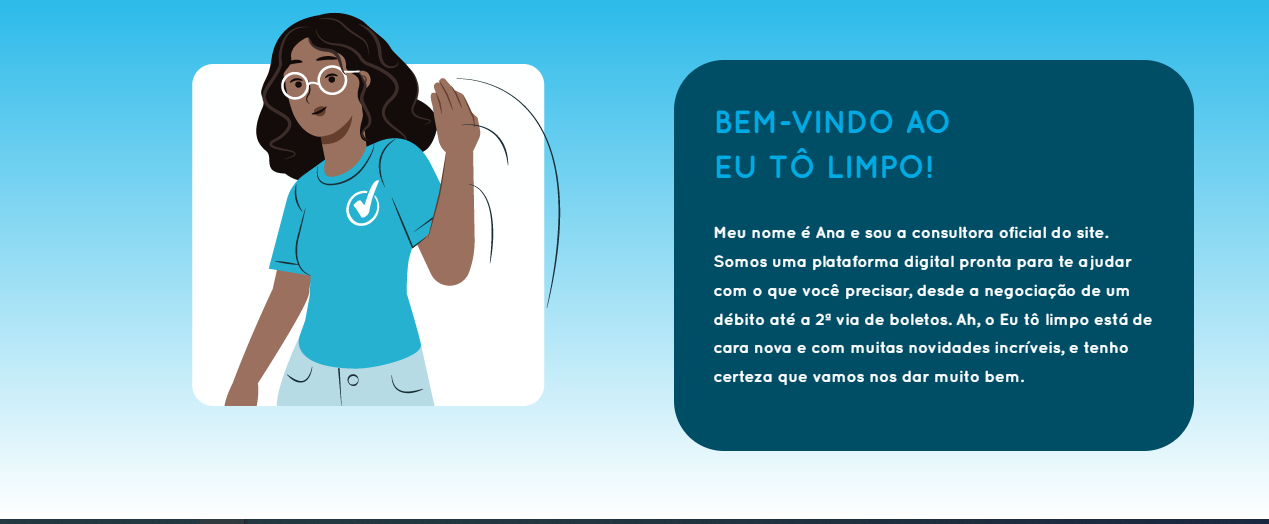 BEM-VINDO AO
EU TÔ LIMPO!
Meu nome é Ana e sou a consultora oficial do site.
Somos uma plataforma digital pronta para te ajudar
com o que você precisar, desde a negociação de um
débito até a 2ª via de boletos. Ah, o Eu tô limpo está de
cara nova e com muitas novidades incríveis, e tenho
certeza que vamos nos dar muito bem.